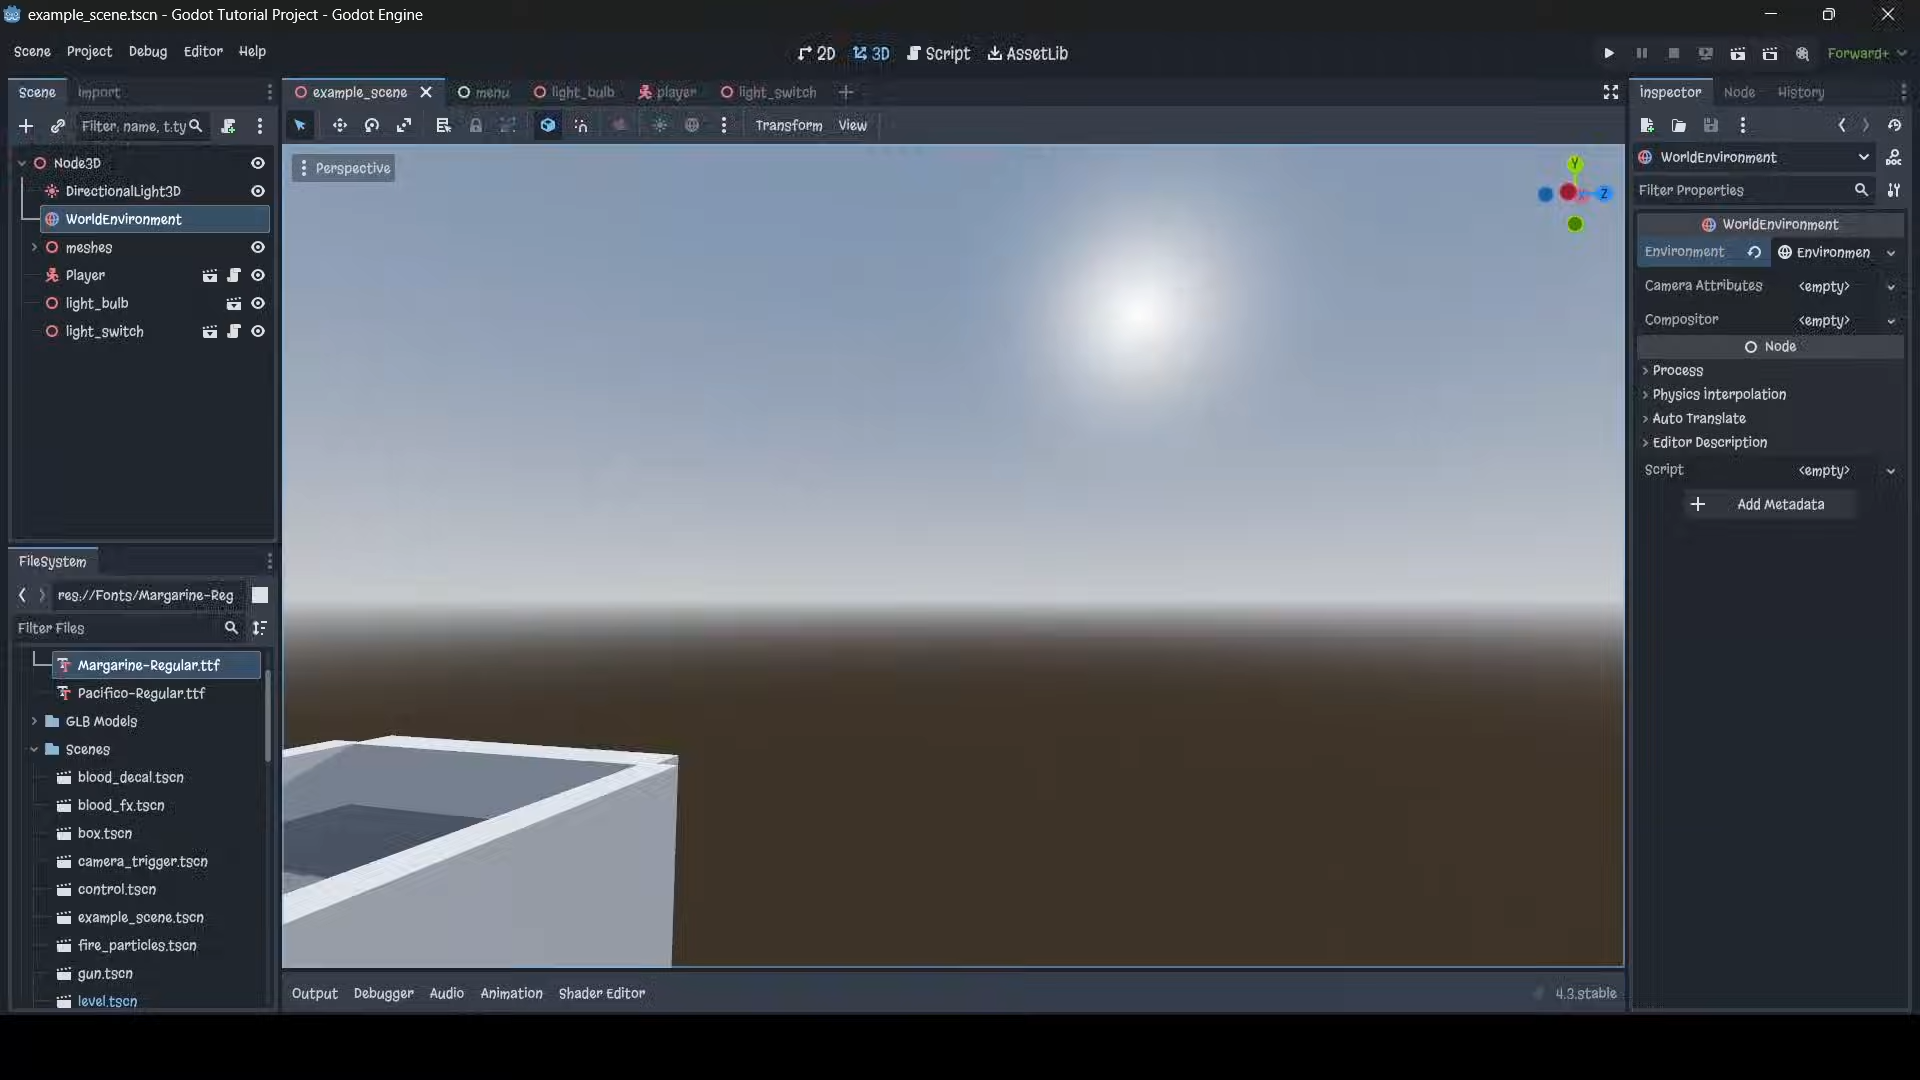 example_scene.tscn - Godot Tutorial Project - Godot Engine
Scene Project Debug Editor Help
2D 3D Script AssetLib
Forward+
Scene Import
example_scene menu light_bulb player light_switch
Inspector Node History
Filter: name, t:ty
Transform View
Node3D
DirectionalLight3D
WorldEnvironment
meshes
Player
light_bulb
light_switch
Perspective
Y
X
Z
WorldEnvironment
Filter Properties
WorldEnvironment
Environment Environmen
Camera Attributes <empty>
Compositor <empty>
Node
Process
Physics Interpolation
Auto Translate
Editor Description
Script <empty>
Add Metadata
FileSystem
res://Fonts/Margarine-Reg
Filter Files
Margarine-Regular.ttf
Pacifico-Regular.ttf
GLB Models
Scenes
blood_decal.tscn
blood_fx.tscn
box.tscn
camera_trigger.tscn
control.tscn
example_scene.tscn
fire_particles.tscn
gun.tscn
level.tscn
Output Debugger Audio Animation Shader Editor
4.3.stable